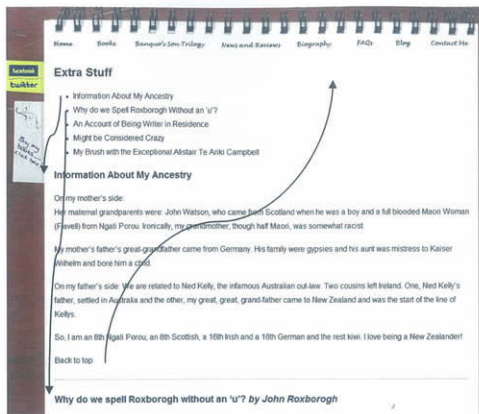 Home Books Banquo's Son Trilogy News and Reviews Biography FAQs Blog Contact Me
facebook
twitter
Buy my books click here
Extra Stuff
Information About My Ancestry
Why do we Spell Roxborogh Without an 'u'?
An Account of Being Writer in Residence
Might be Considered Crazy
My Brush with the Exceptional Alistair Te Ariki Campbell
Information About My Ancestry
On my mother's side:
Her maternal grandparents were: John Watson, who came from Scotland when he was a boy and a full blooded Maori Woman
(Flavell) from Ngati Porou. Ironically, my grandmother, though half Maori, was somewhat racist.
My mother's father's great-grandfather came from Germany. His family were gypsies and his aunt was mistress to Kaiser
Wilhelm and bore him a child.
On my father's side: We are related to Ned Kelly, the infamous Australian out-law. Two cousins left Ireland. One, Ned Kelly's
father, settled in Australia and the other, my great, great, grand-father came to New Zealand and was the start of the line of
Kellys.
So, I am an 8th Ngati Porou, an 8th Scottish, a 16th Irish and a 16th German and the rest kiwi. I love being a New Zealander!
Back to top
Why do we spell Roxborogh without an 'u'? by John Roxborogh